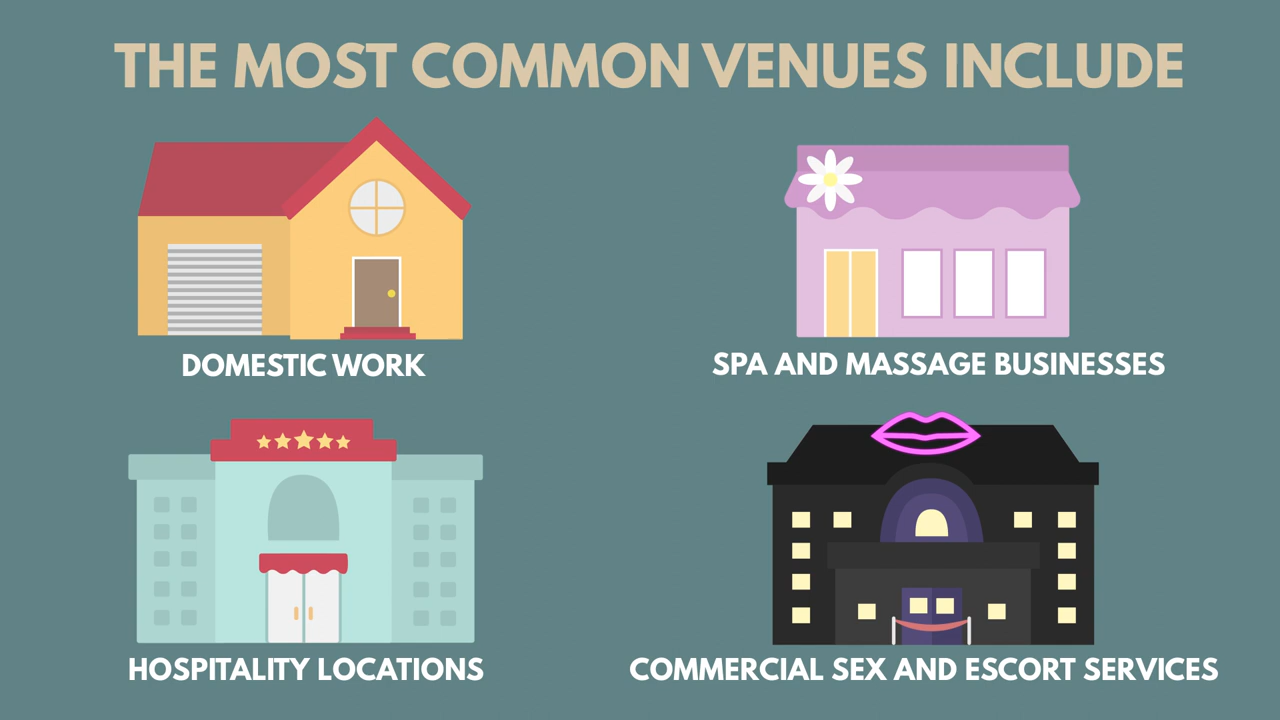 THE MOST COMMON VENUES INCLUDE
DOMESTIC WORK
SPA AND MASSAGE BUSINESSES
HOSPITALITY LOCATIONS
COMMERCIAL SEX AND ESCORT SERVICES